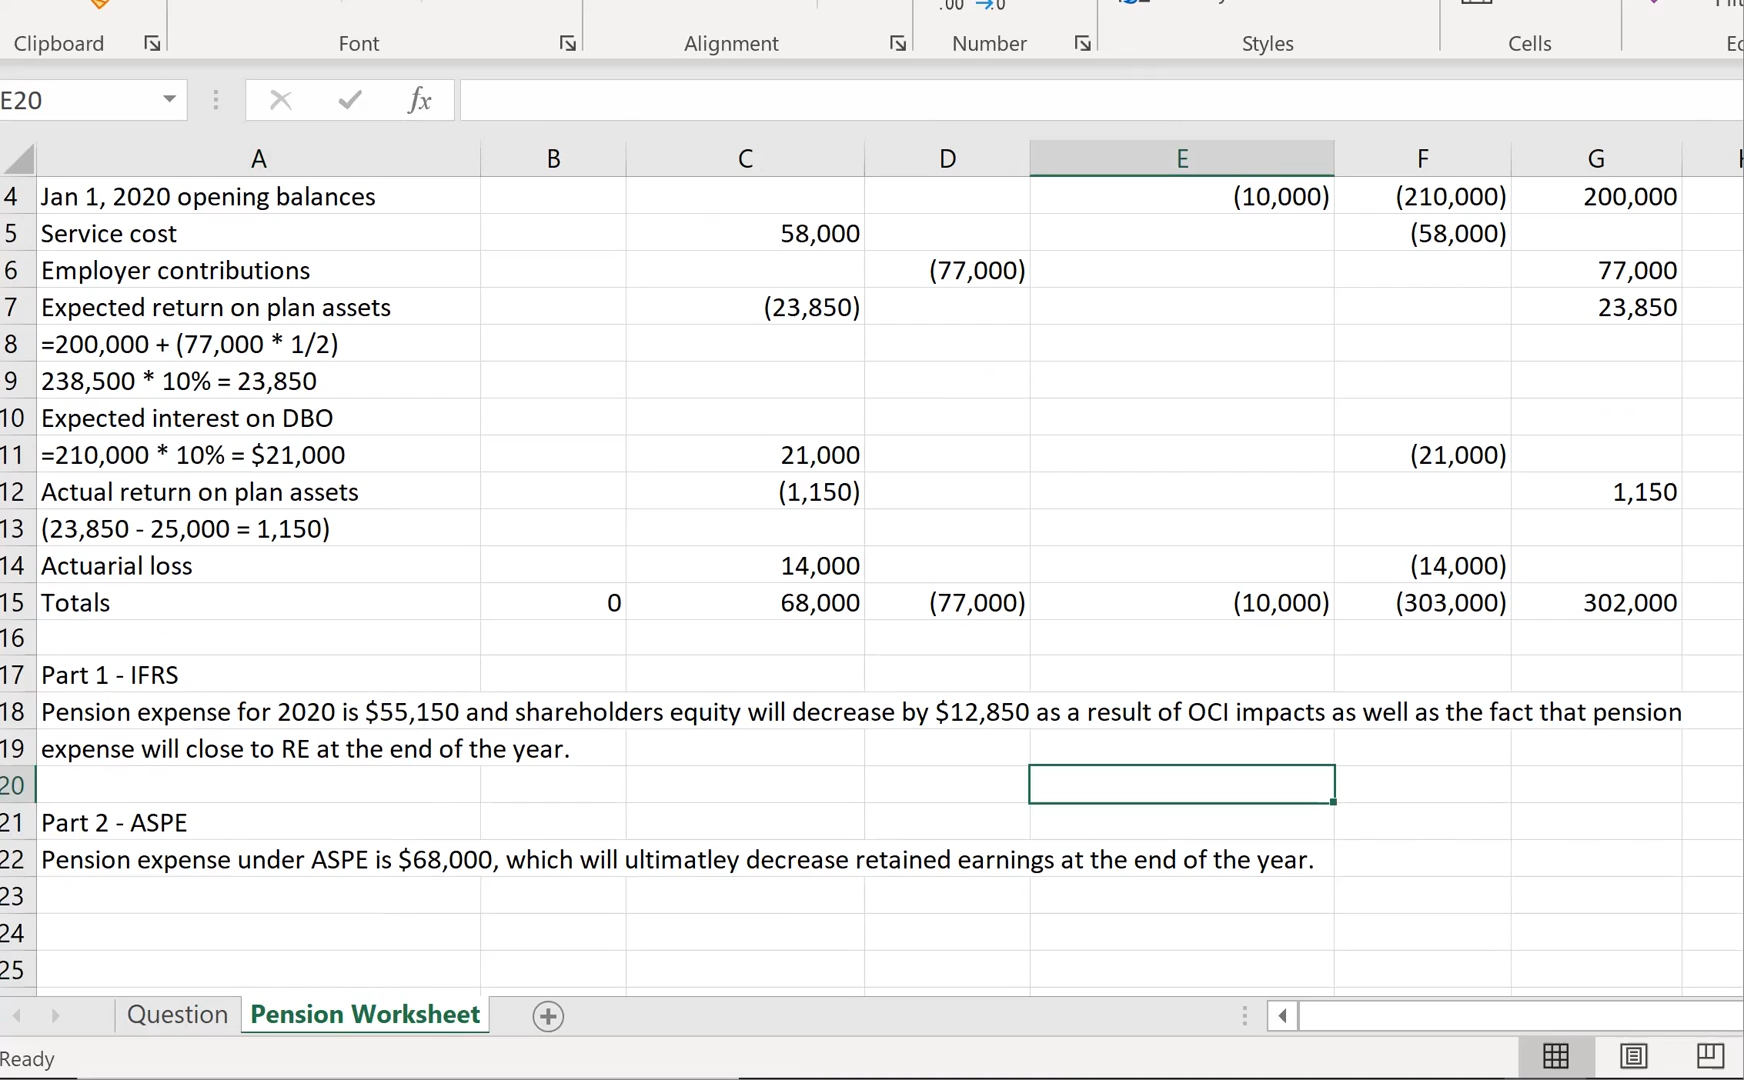 .00 →.0
Clipboard Font Alignment Number Styles Cells
E20 fx
A B C D E F G
4 Jan 1, 2020 opening balances (10,000) (210,000) 200,000
5 Service cost 58,000 (58,000)
6 Employer contributions (77,000) 77,000
7 Expected return on plan assets (23,850) 23,850
8 =200,000 + (77,000 * 1/2)
9 238,500 * 10% = 23,850
10 Expected interest on DBO
11 =210,000 * 10% = $21,000 21,000 (21,000)
12 Actual return on plan assets (1,150) 1,150
13 (23,850 - 25,000 = 1,150)
14 Actuarial loss 14,000 (14,000)
15 Totals 0 68,000 (77,000) (10,000) (303,000) 302,000
16
17 Part 1 - IFRS
18 Pension expense for 2020 is $55,150 and shareholders equity will decrease by $12,850 as a result of OCI impacts as well as the fact that pension
19 expense will close to RE at the end of the year.
20
21 Part 2 - ASPE
22 Pension expense under ASPE is $68,000, which will ultimatley decrease retained earnings at the end of the year.
23
24
25
Question Pension Worksheet
Ready